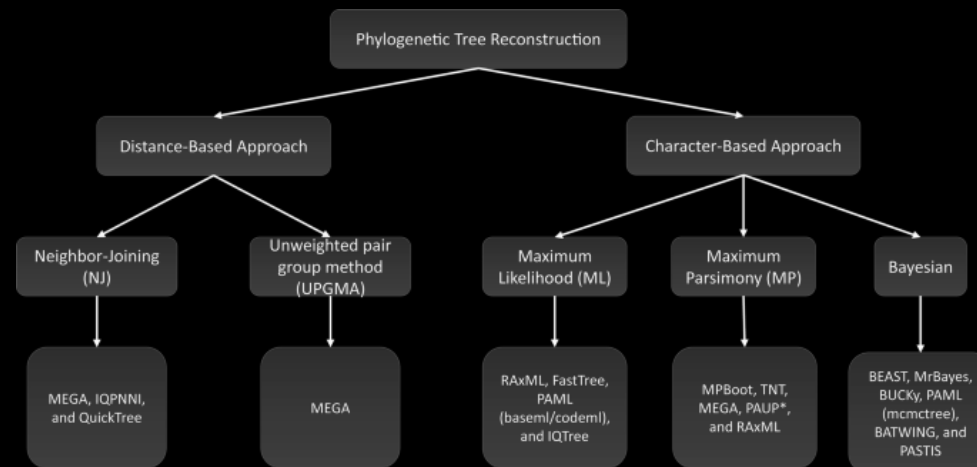 Phylogenetic Tree Reconstruction
Distance-Based Approach
Character-Based Approach
Neighbor-Joining
(NJ)
Unweighted pair
group method
(UPGMA)
Maximum
Likelihood (ML)
Maximum
Parsimony (MP)
Bayesian
MEGA, IQPNNI,
and QuickTree
MEGA
RAxML, FastTree,
PAML
(baseml/codeml),
and IQTree
MPBoot, TNT,
MEGA, PAUP*,
and RAxML
BEAST, MrBayes,
BUCKy, PAML
(mcmctree),
BATWING, and
PASTIS